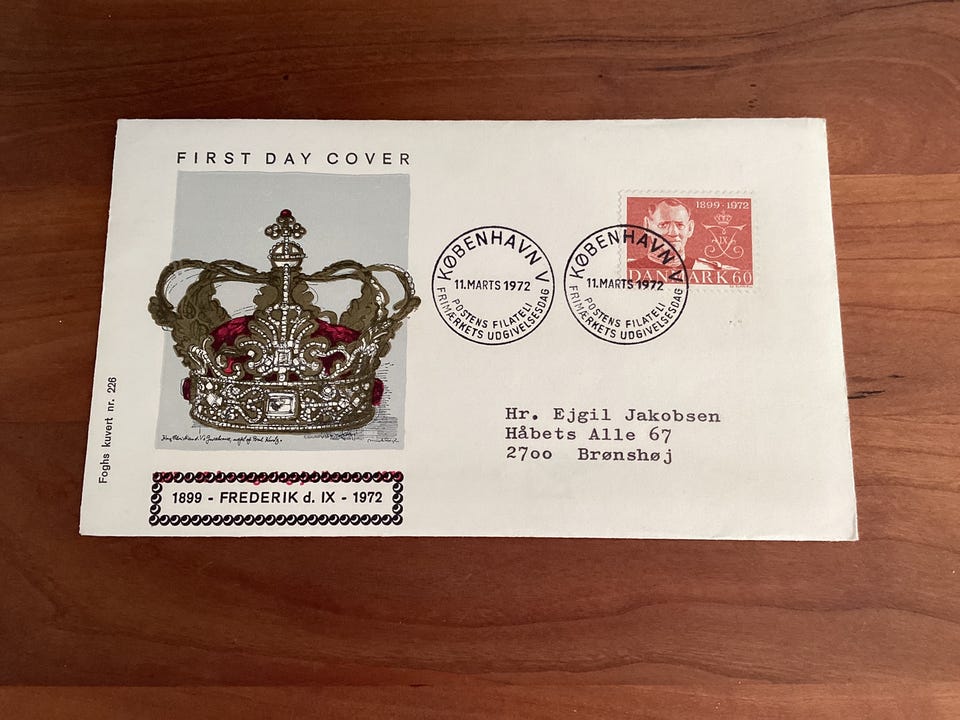 FIRST DAY COVER
1899 · 1972
IX
DANMARK 60
KØBENHAVN V
11.MARTS 1972
POSTENS FILATELI
FRIMÆRKETS UDGIVELSESDAG
KØBENHAVN V
11.MARTS 1972
POSTENS FILATELI
FRIMÆRKETS UDGIVELSESDAG
Foghs kuvert nr. 226
Hr. Ejgil Jakobsen
Håbets Alle 67
2700 Brønshøj
1899 - FREDERIK d. IX - 1972